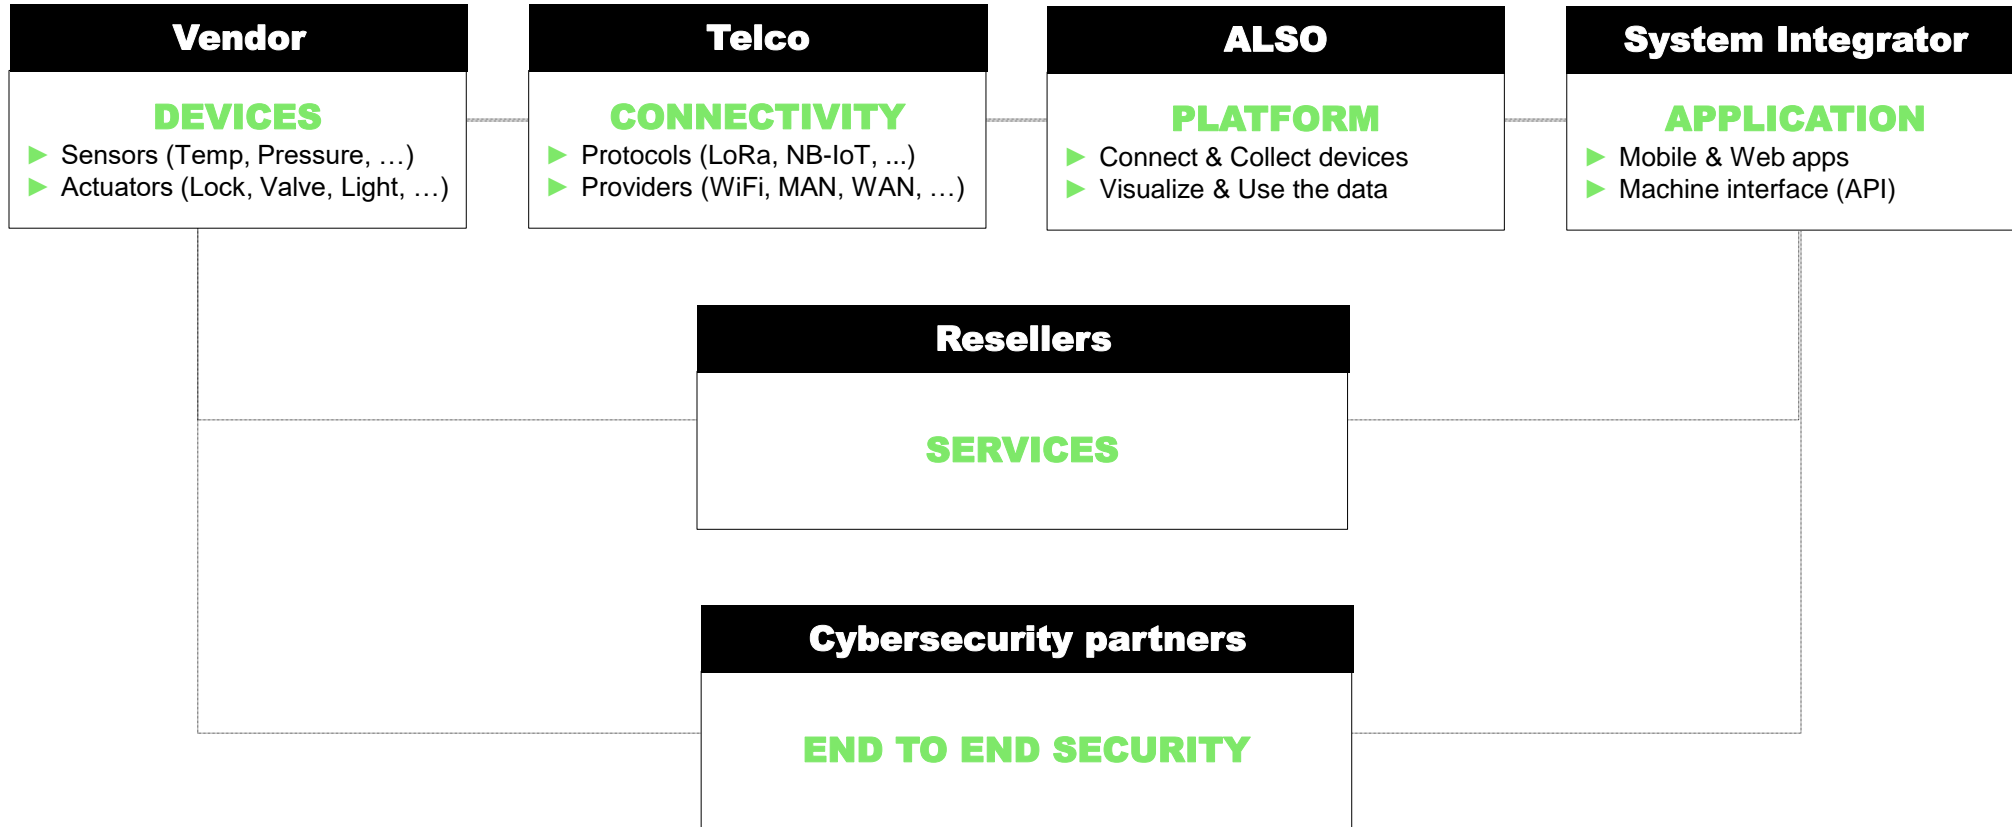 Vendor
DEVICES
► Sensors (Temp, Pressure, …)
► Actuators (Lock, Valve, Light, …)
Telco
CONNECTIVITY
► Protocols (LoRa, NB-IoT, ...)
► Providers (WiFi, MAN, WAN, …)
ALSO
PLATFORM
► Connect & Collect devices
► Visualize & Use the data
System Integrator
APPLICATION
► Mobile & Web apps
► Machine interface (API)
Resellers
SERVICES
Cybersecurity partners
END TO END SECURITY